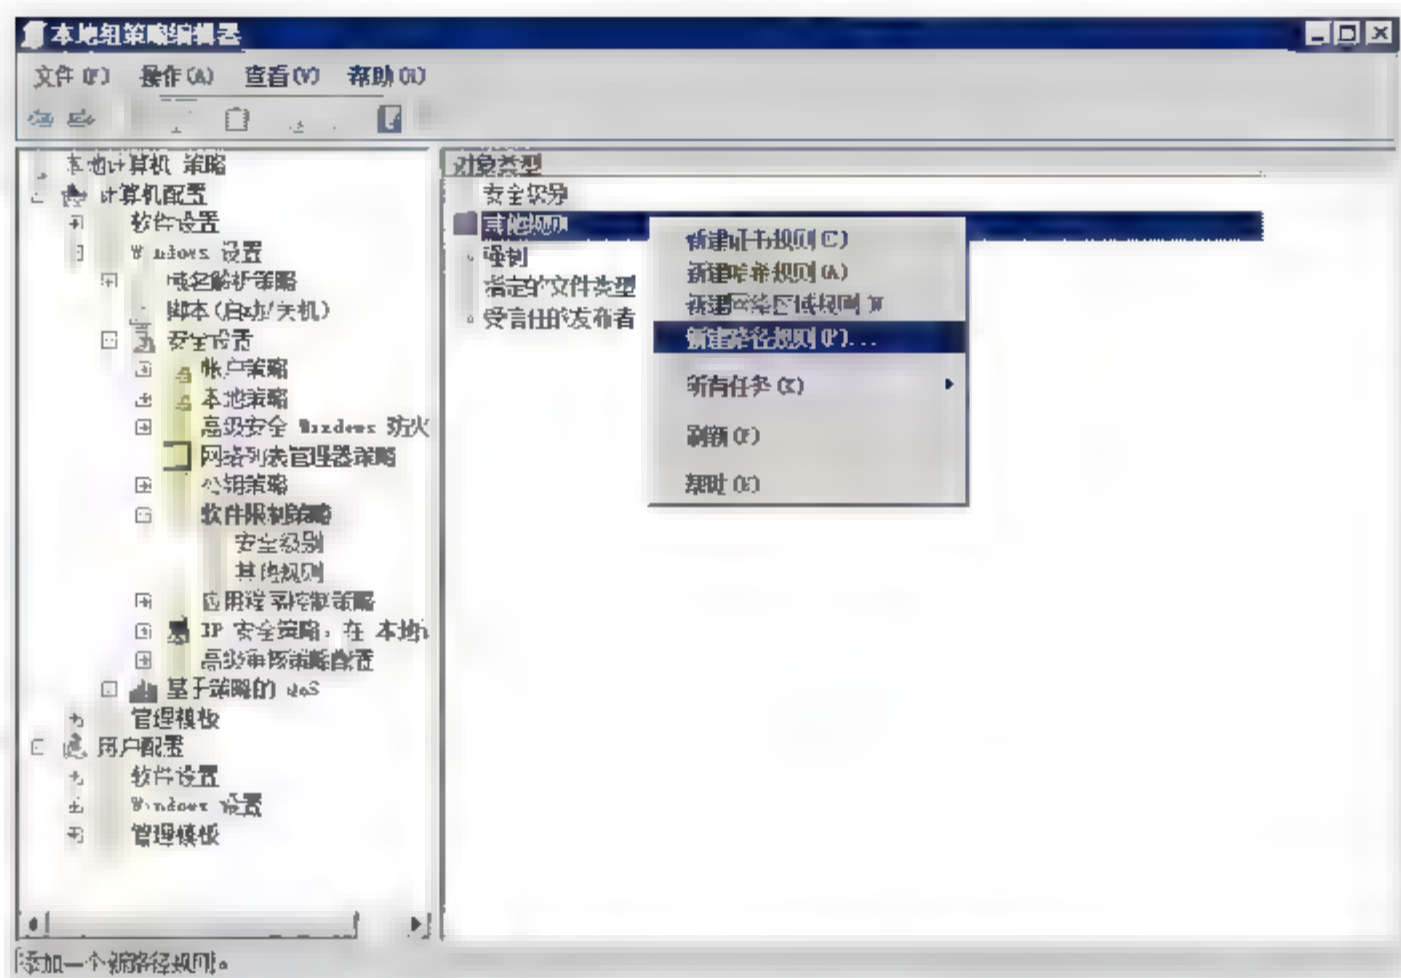 本地组策略编辑器
文件(F) 操作(A) 查看(V) 帮助(H)
本地计算机 策略
计算机配置
软件设置
Windows 设置
域名解析策略
脚本(启动/关机)
安全设置
帐户策略
本地策略
高级安全 Windows 防火
网络列表管理器策略
公钥策略
软件限制策略
安全级别
其他规则
应用程序控制策略
IP 安全策略，在 本地
高级审核策略配置
基于策略的 QoS
管理模板
用户配置
软件设置
Windows 设置
管理模板
对象类型
安全级别
其他规则
强制
指定的文件类型
受信任的发布者
新建证书规则(C)
新建哈希规则(A)
新建网络区域规则
新建路径规则(P)...
所有任务(K)
刷新(F)
帮助(H)
添加一个新路径规则。